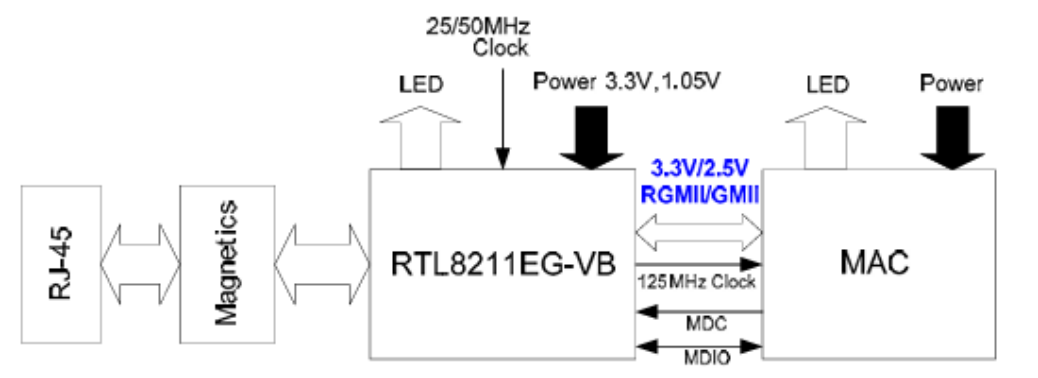 25/50MHz
Clock
LED
Power 3.3V,1.05V
LED
Power
3.3V/2.5V
RGMII/GMII
RJ-45
Magnetics
RTL8211EG-VB
MAC
125MHz Clock
MDC
MDIO